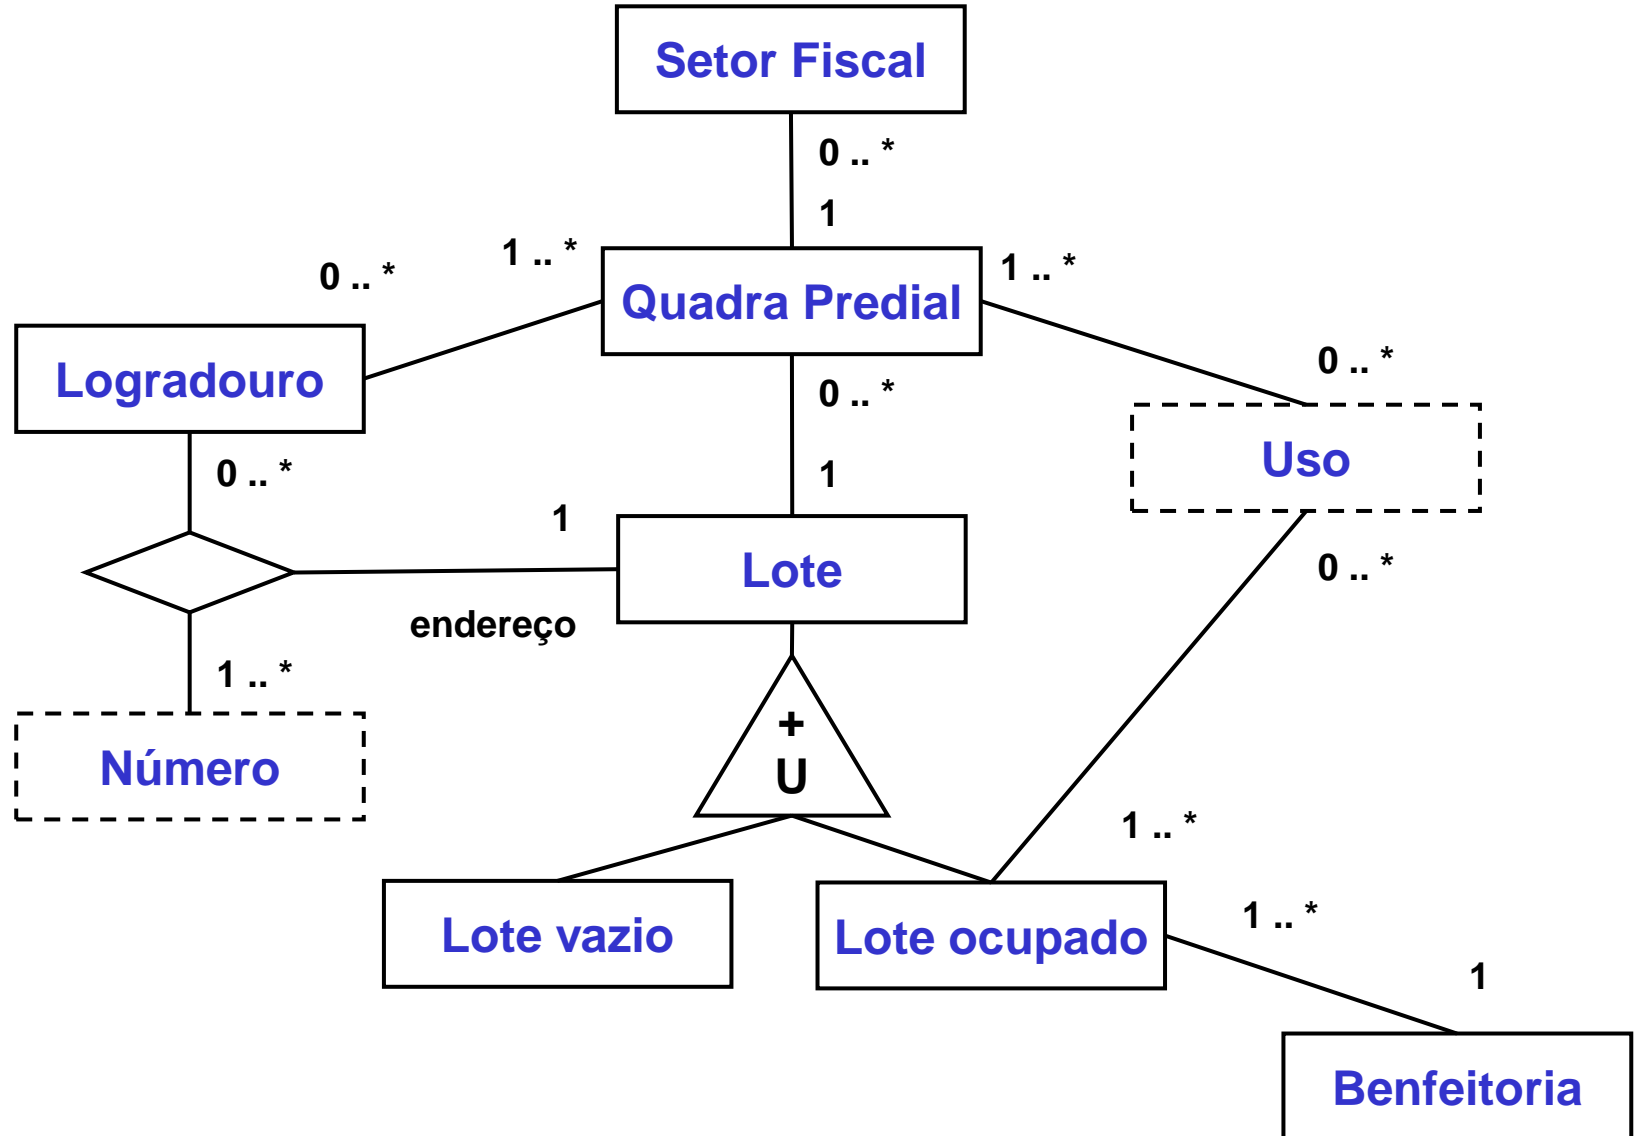 Setor Fiscal
0 .. *
1
1 .. *
1 .. *
0 .. *
Quadra Predial
0 .. *
Logradouro
0 .. *
Uso
0 .. *
1
1
0 .. *
Lote
endereço
1 .. *
+
U
Número
1 .. *
Lote vazio
Lote ocupado
1 .. *
1
Benfeitoria